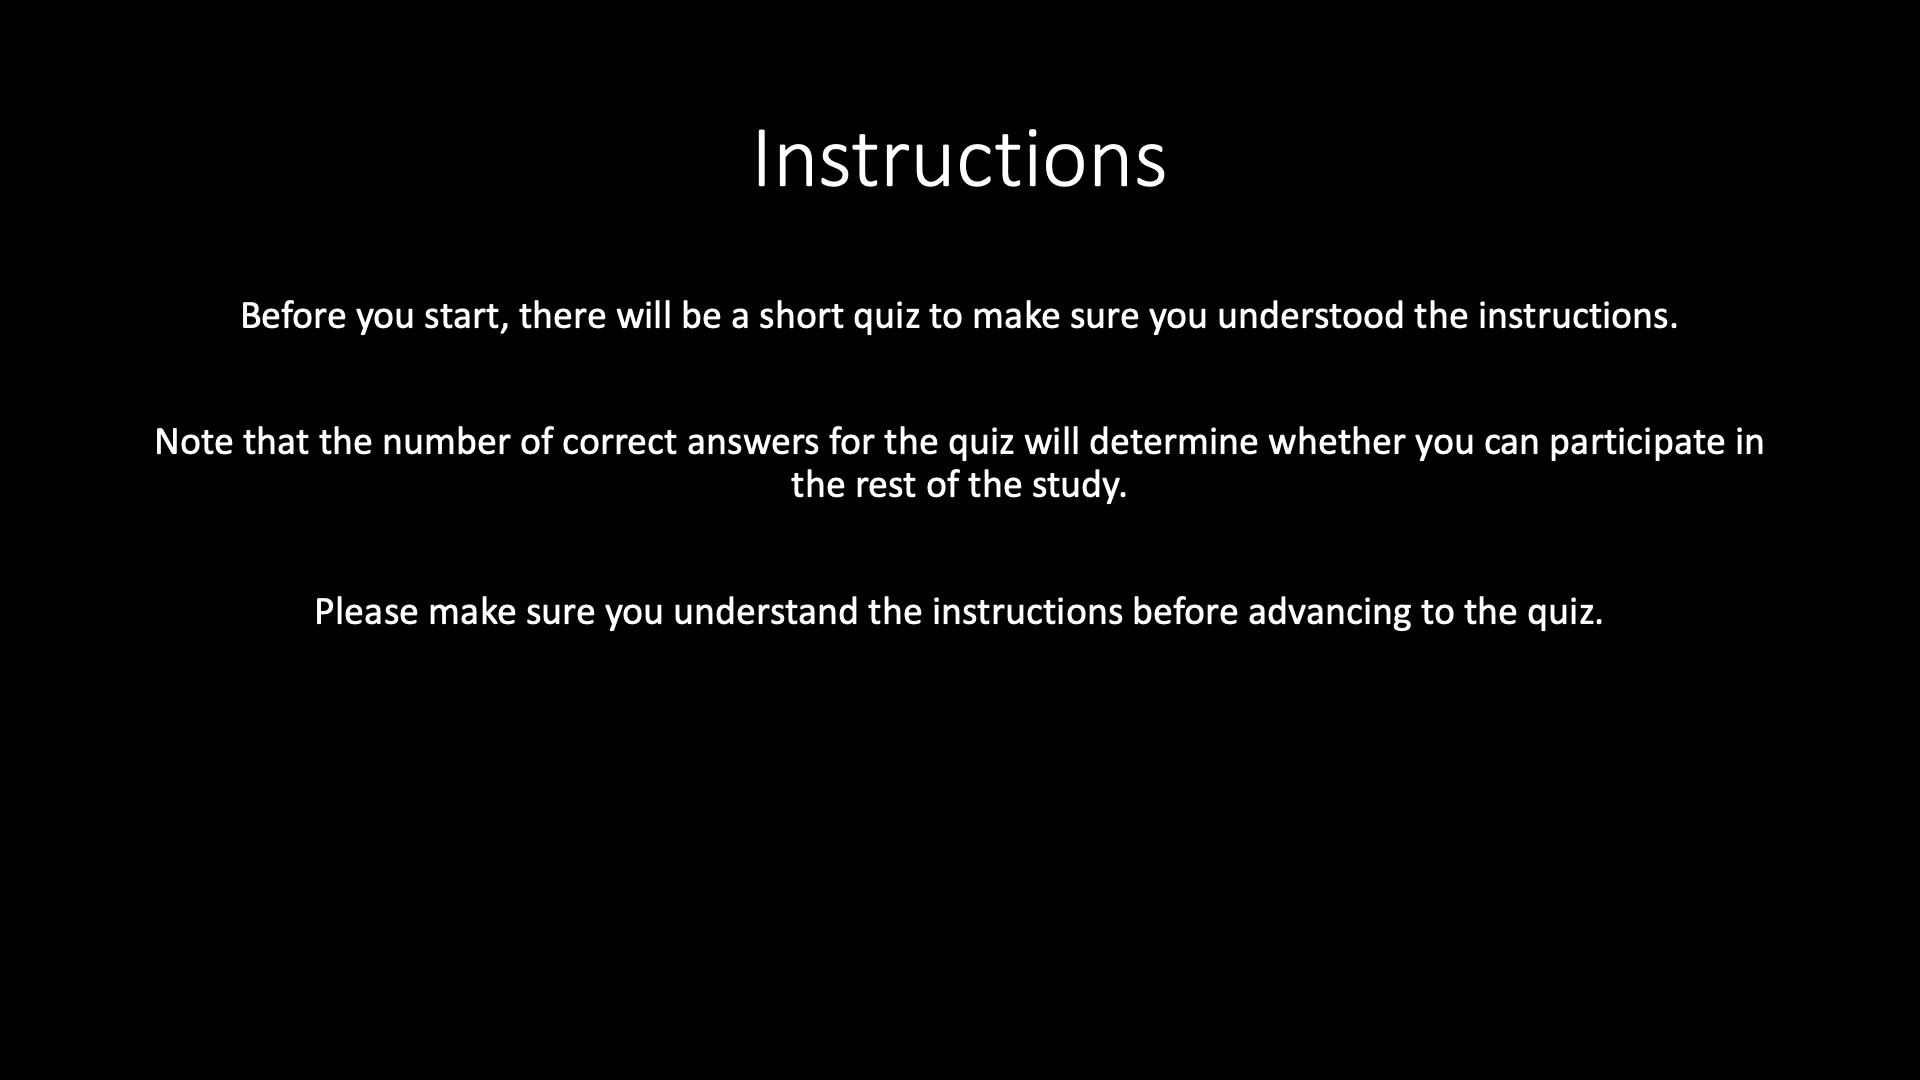 Instructions
Before you start, there will be a short quiz to make sure you understood the instructions.
Note that the number of correct answers for the quiz will determine whether you can participate in
the rest of the study.
Please make sure you understand the instructions before advancing to the quiz.